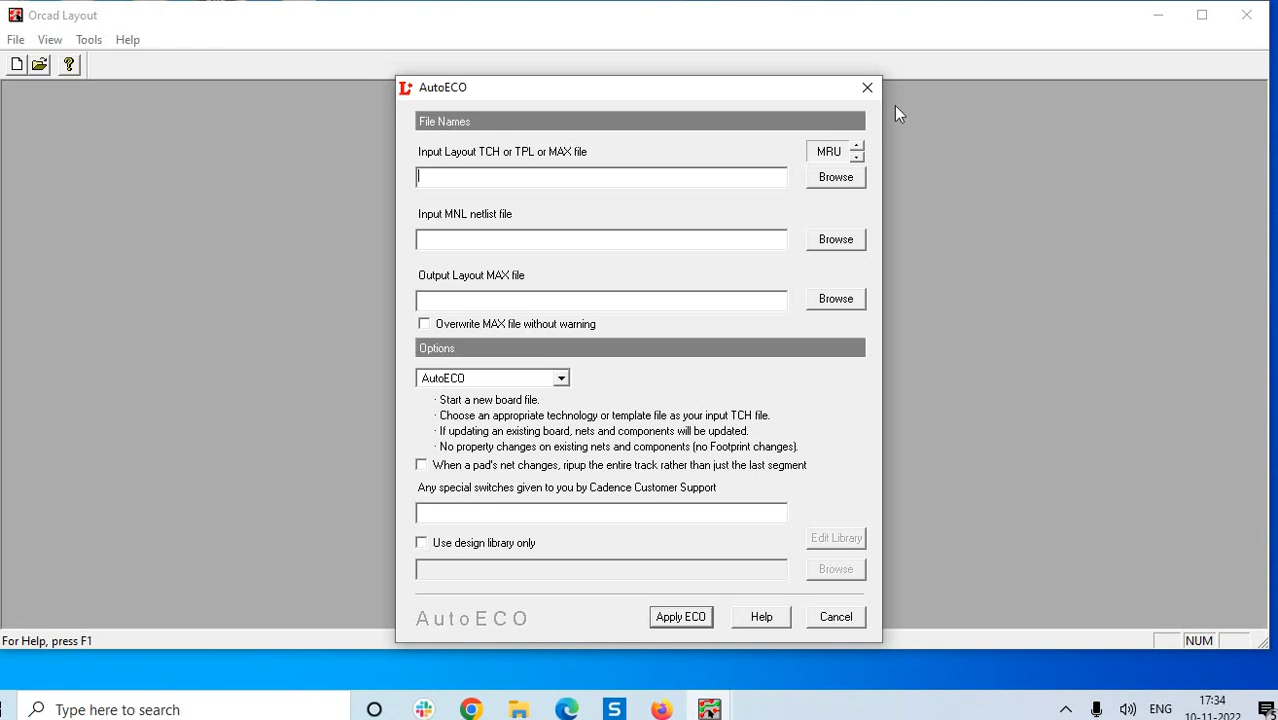 Orcad Layout
File View Tools Help
AutoECO
File Names
Input Layout TCH or TPL or MAX file
MRU
Browse
Input MNL netlist file
Browse
Output Layout MAX file
Browse
Overwrite MAX file without warning
Options
AutoECO
· Start a new board file.
· Choose an appropriate technology or template file as your input TCH file.
· If updating an existing board, nets and components will be updated.
· No property changes on existing nets and components (no Footprint changes).
When a pad's net changes, ripup the entire track rather than just the last segment
Any special switches given to you by Cadence Customer Support
Edit Library
Use design library only
Browse
AutoECO
Apply ECO Help Cancel
For Help, press F1
NUM
Type here to search
ENG
17:34
10-11-2022